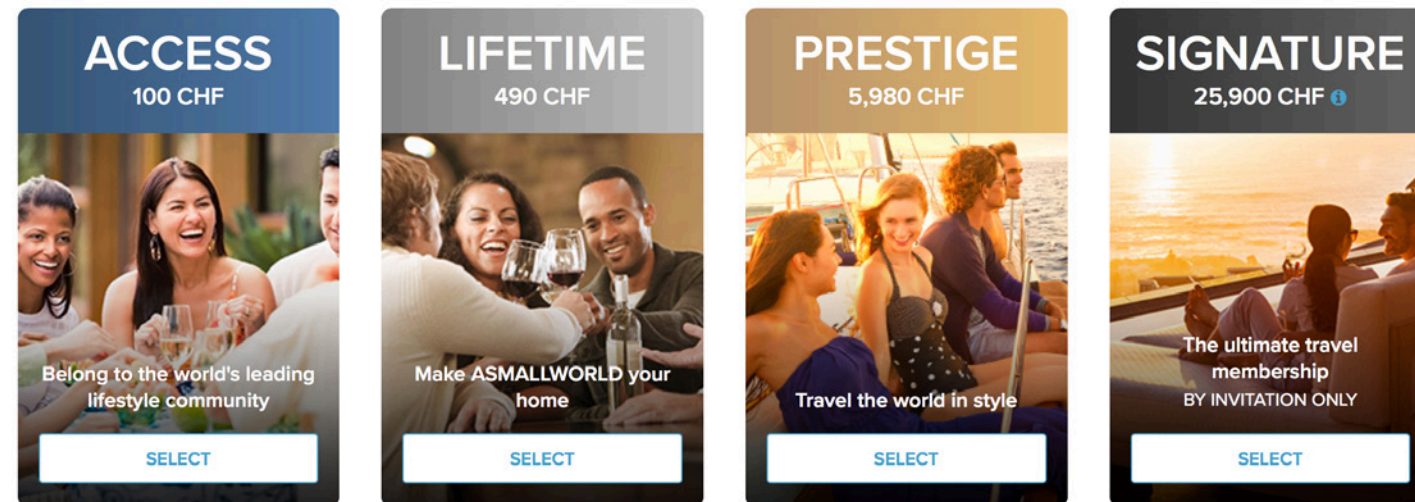 ACCESS
100 CHF
Belong to the world's leading
lifestyle community
SELECT
LIFETIME
490 CHF
Make ASMALLWORLD your
home
SELECT
PRESTIGE
5,980 CHF
Travel the world in style
SELECT
SIGNATURE
25,900 CHF
The ultimate travel
membership
BY INVITATION ONLY
SELECT